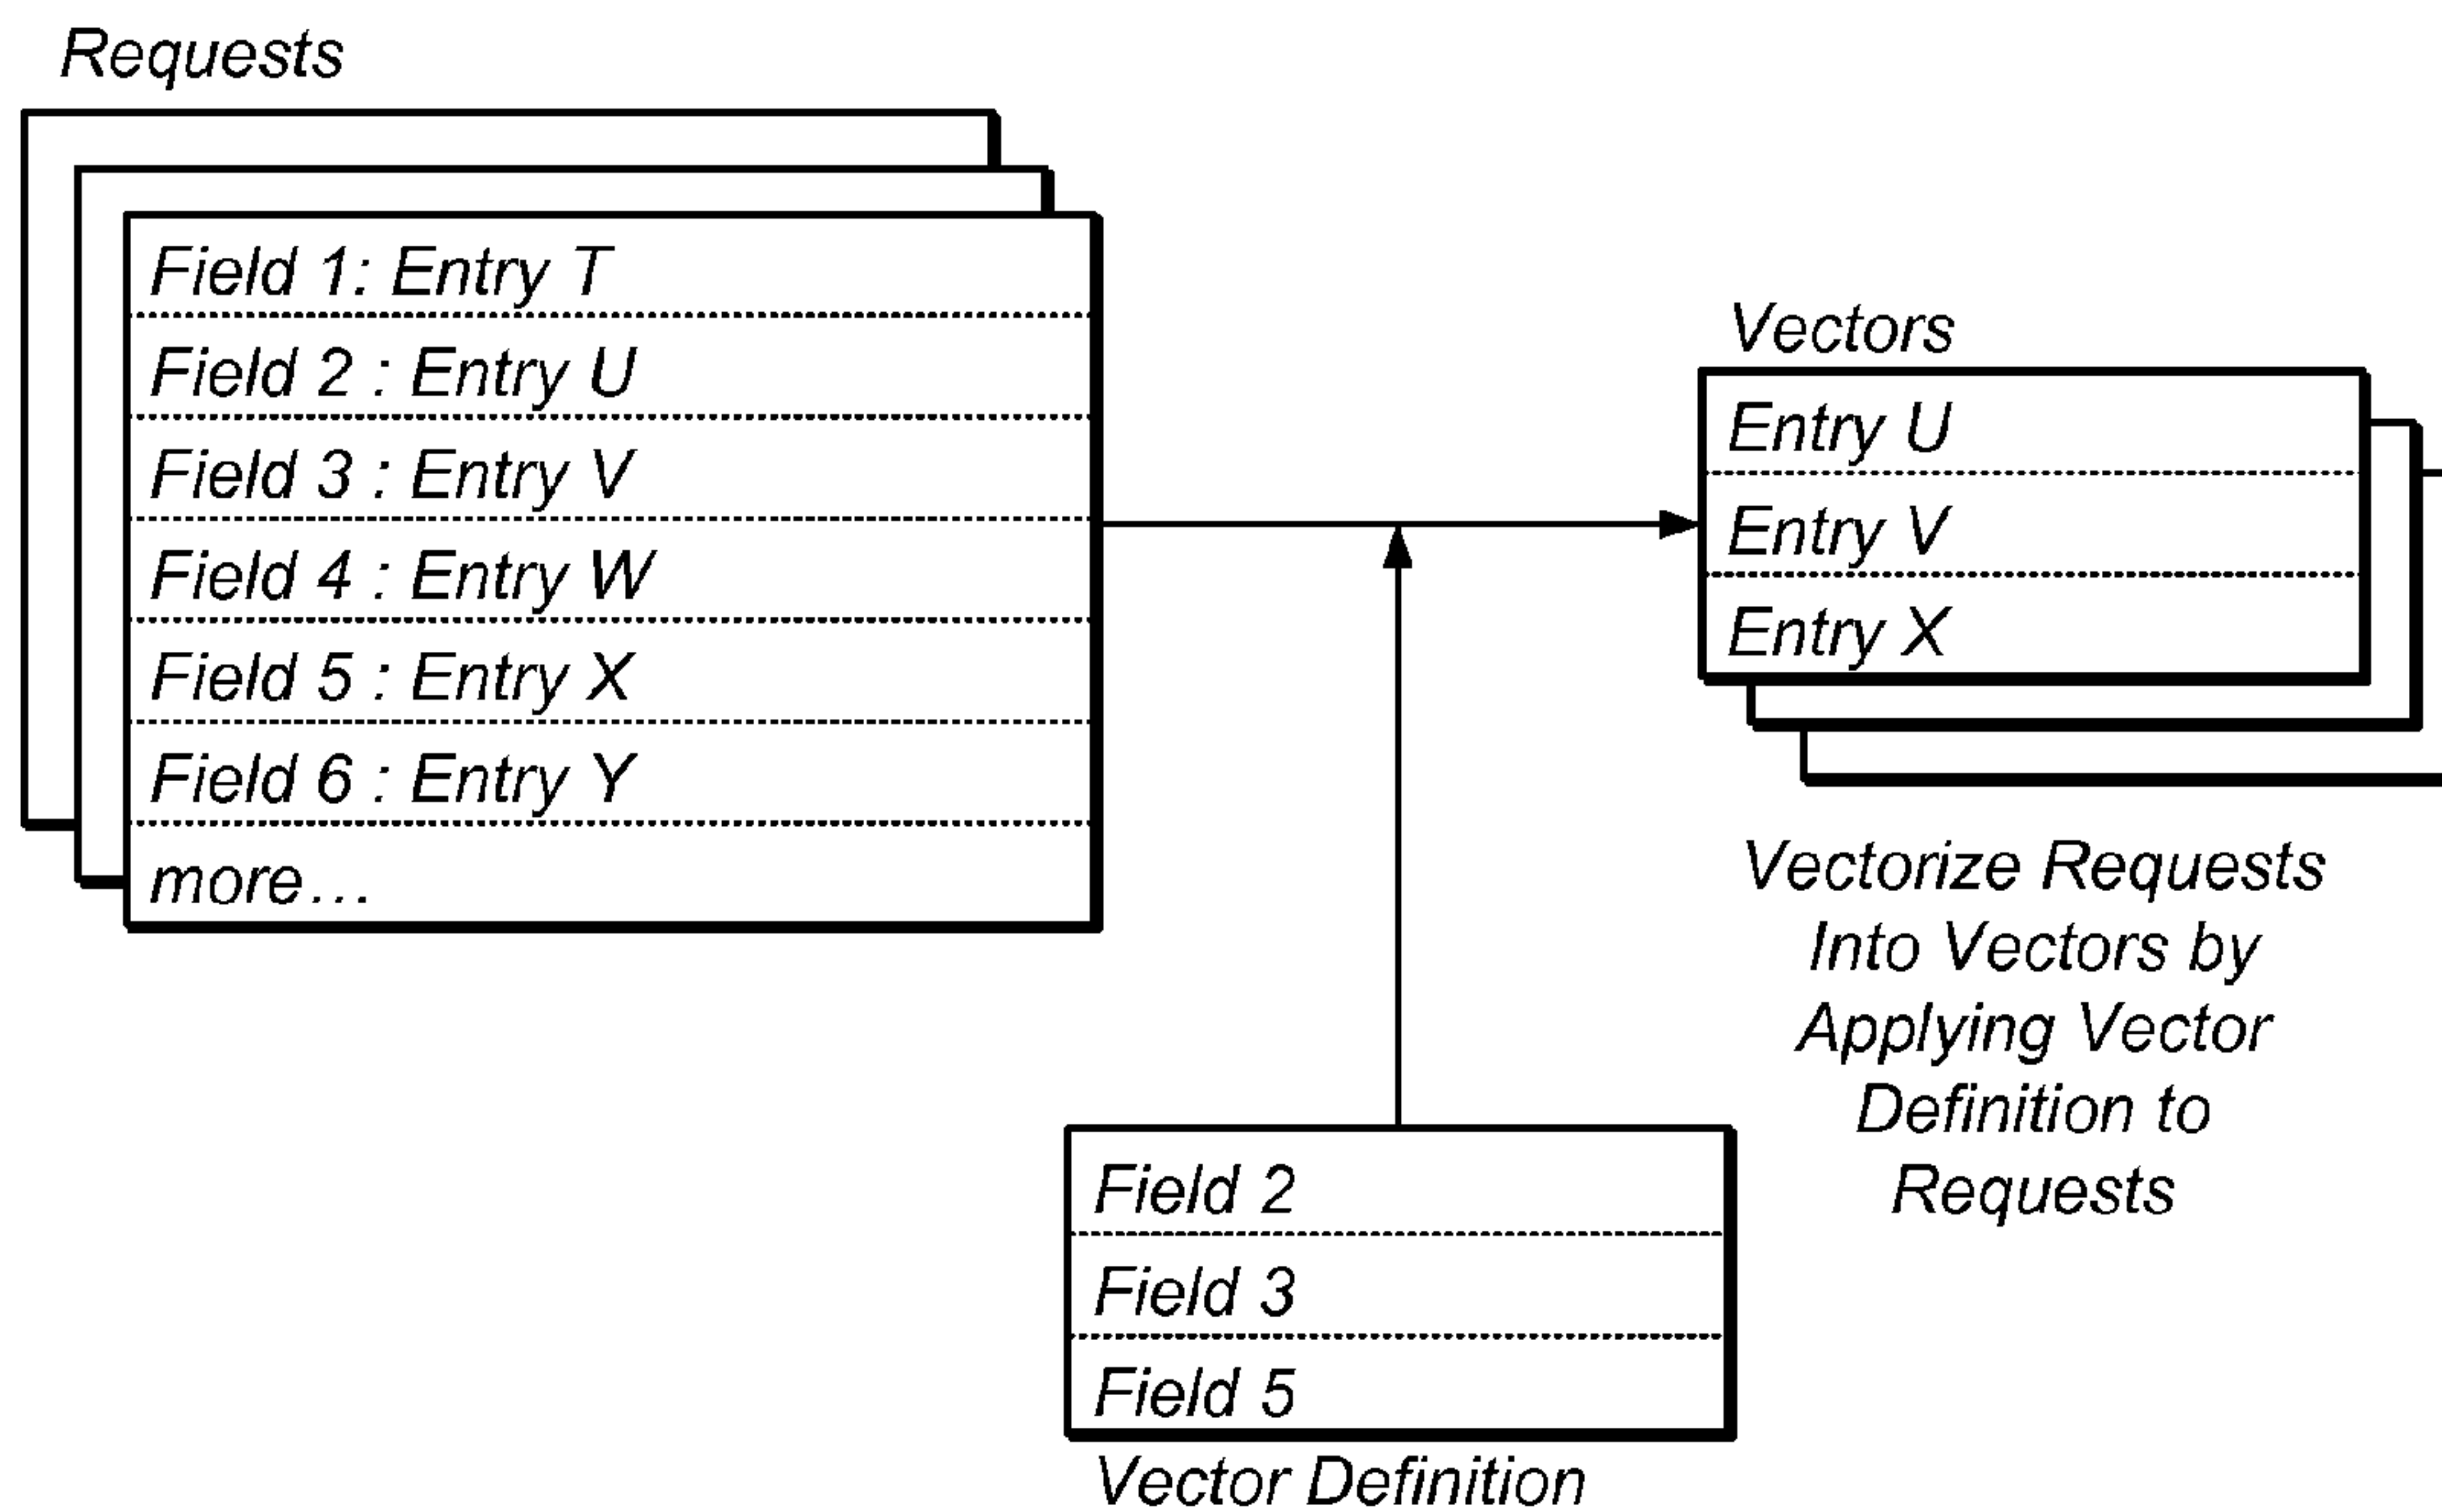 Requests
Field 1: Entry T
Field 2 : Entry U
Field 3 : Entry V
Field 4 : Entry W
Field 5 : Entry X
Field 6 : Entry Y
more...
Vectors
Entry U
Entry V
Entry X
Vectorize Requests
Into Vectors by
Applying Vector
Definition to
Requests
Field 2
Field 3
Field 5
Vector Definition